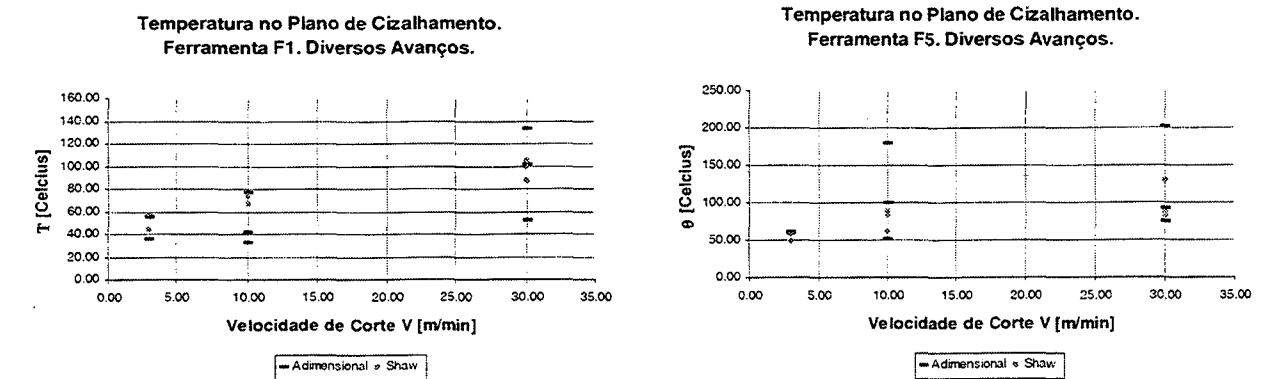 Temperatura no Plano de Cizalhamento.
Ferramenta F1. Diversos Avanços.
T [Celcius]
160.00
140.00
120.00
100.00
80.00
60.00
40.00
20.00
0.00
0.00 5.00 10.00 15.00 20.00 25.00 30.00 35.00
Velocidade de Corte V [m/min]
Adimensional Shaw
Temperatura no Plano de Cizalhamento.
Ferramenta F5. Diversos Avanços.
θ [Celcius]
250.00
200.00
150.00
100.00
50.00
0.00
0.00 5.00 10.00 15.00 20.00 25.00 30.00 35.00
Velocidade de Corte V [m/min]
Adimensional Shaw